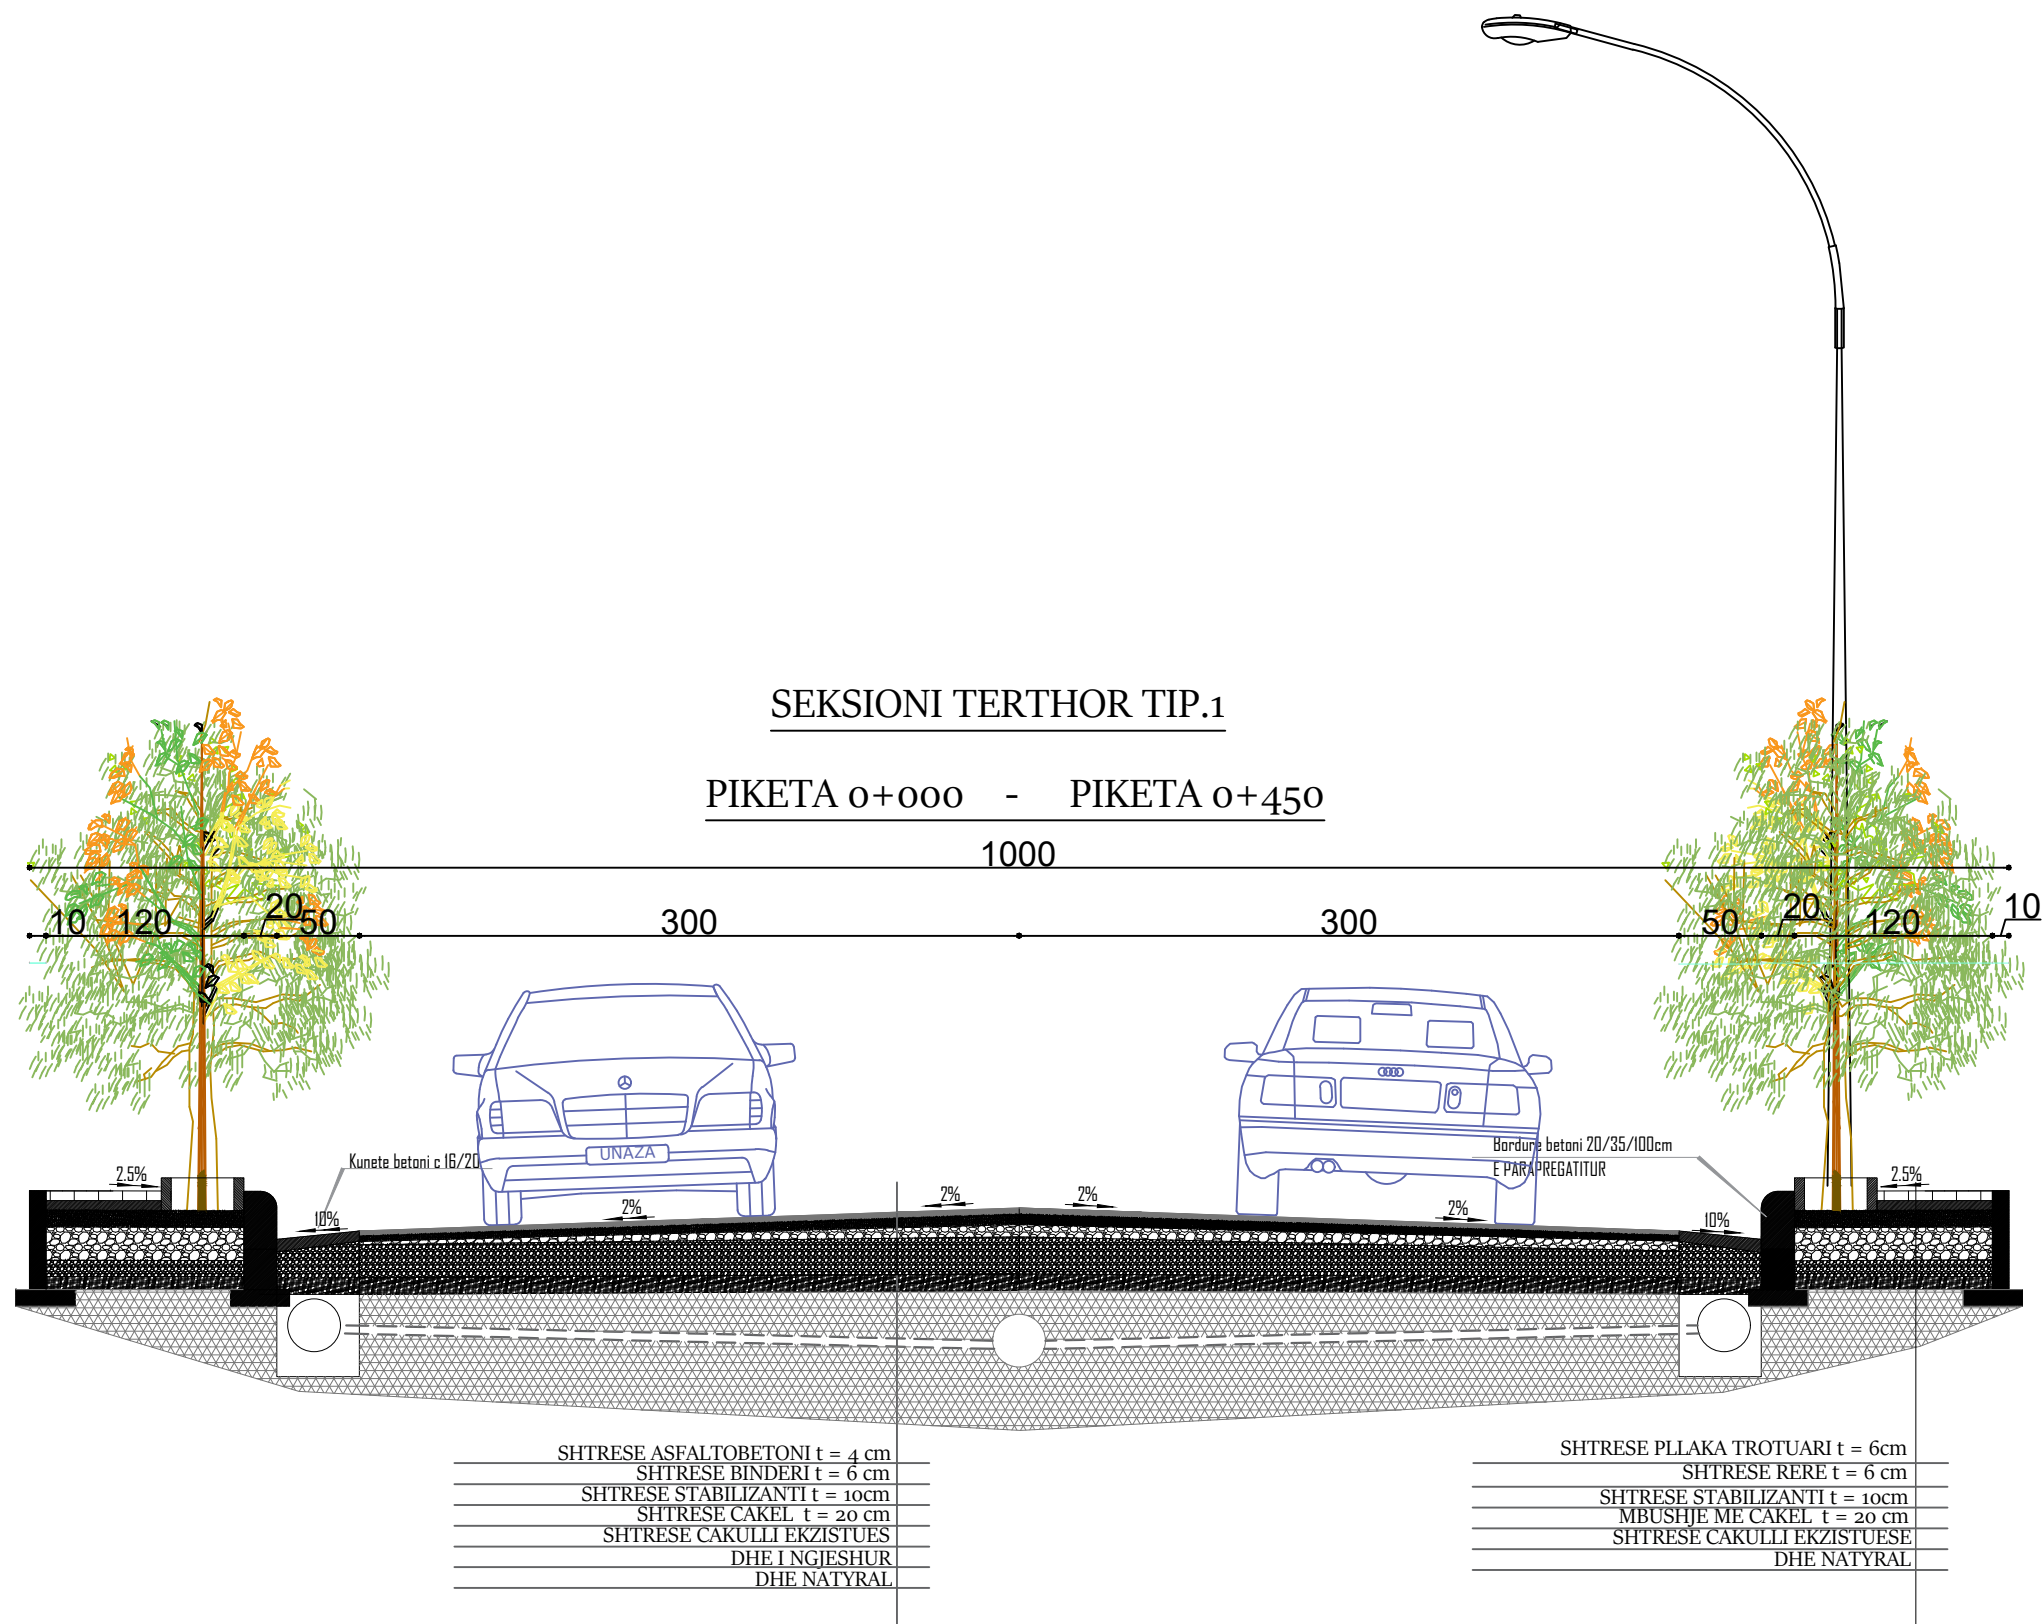 SEKSIONI TERTHOR TIP.1
PIKETA 0+000 - PIKETA 0+450
1000
10 120 20 50 300 300 50 20 120 10
UNAZA
Kunete betoni c 16/20
Bordure betoni 20/35/100cm
E PARAPREGATITUR
2.5% 10% 2% 2% 2% 2% 10% 2.5%
SHTRESE ASFALTOBETONI t = 4 cm
SHTRESE BINDERI t = 6 cm
SHTRESE STABILIZANTI t = 10cm
SHTRESE CAKEL t = 20 cm
SHTRESE CAKULLI EKZISTUES
DHE I NGJESHUR
DHE NATYRAL
SHTRESE PLLAKA TROTUARI t = 6cm
SHTRESE RERE t = 6 cm
SHTRESE STABILIZANTI t = 10cm
MBUSHJE ME CAKEL t = 20 cm
SHTRESE CAKULLI EKZISTUESE
DHE NATYRAL